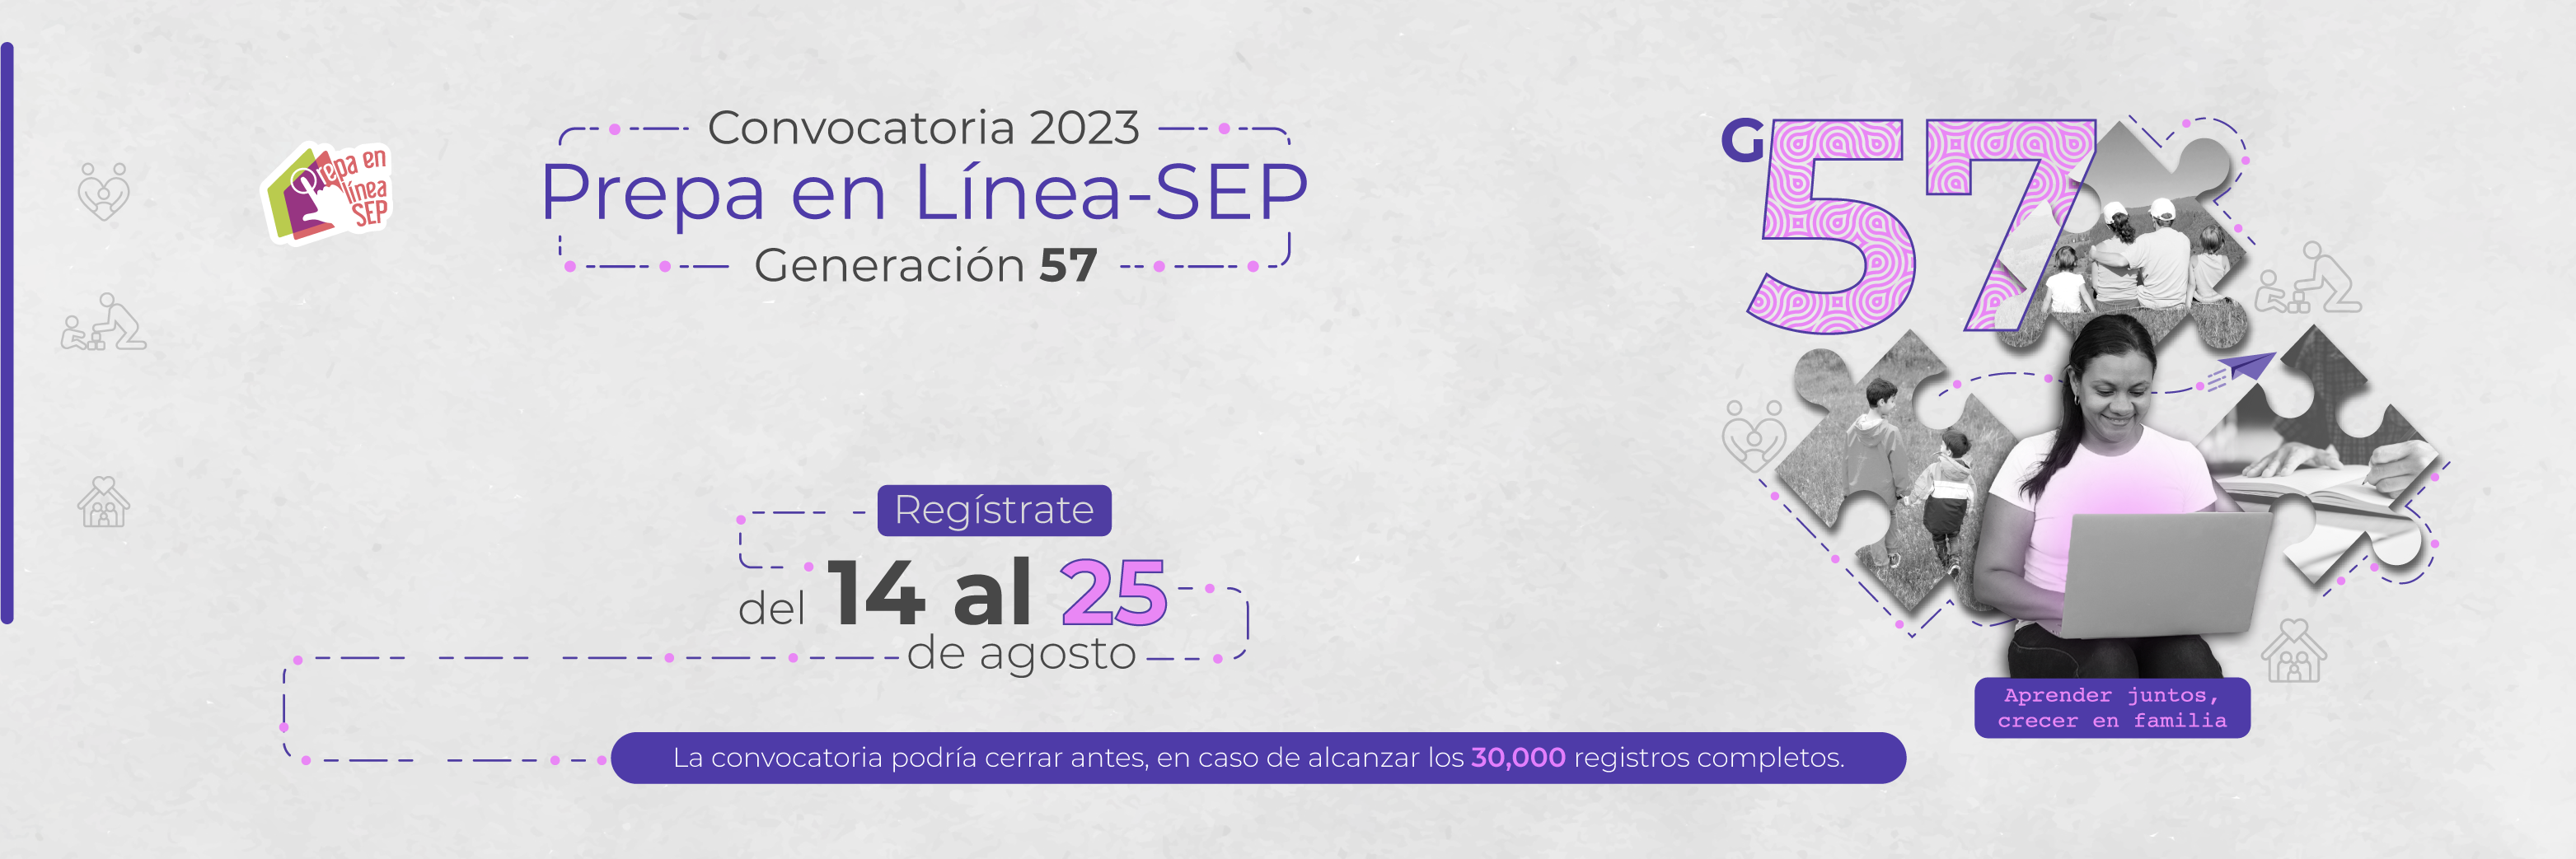 Prepa en
línea
SEP
Convocatoria 2023
Prepa en Línea-SEP
Generación 57
G57
Regístrate
del 14 al 25
de agosto
La convocatoria podría cerrar antes, en caso de alcanzar los 30,000 registros completos.
Aprender juntos,
crecer en familia